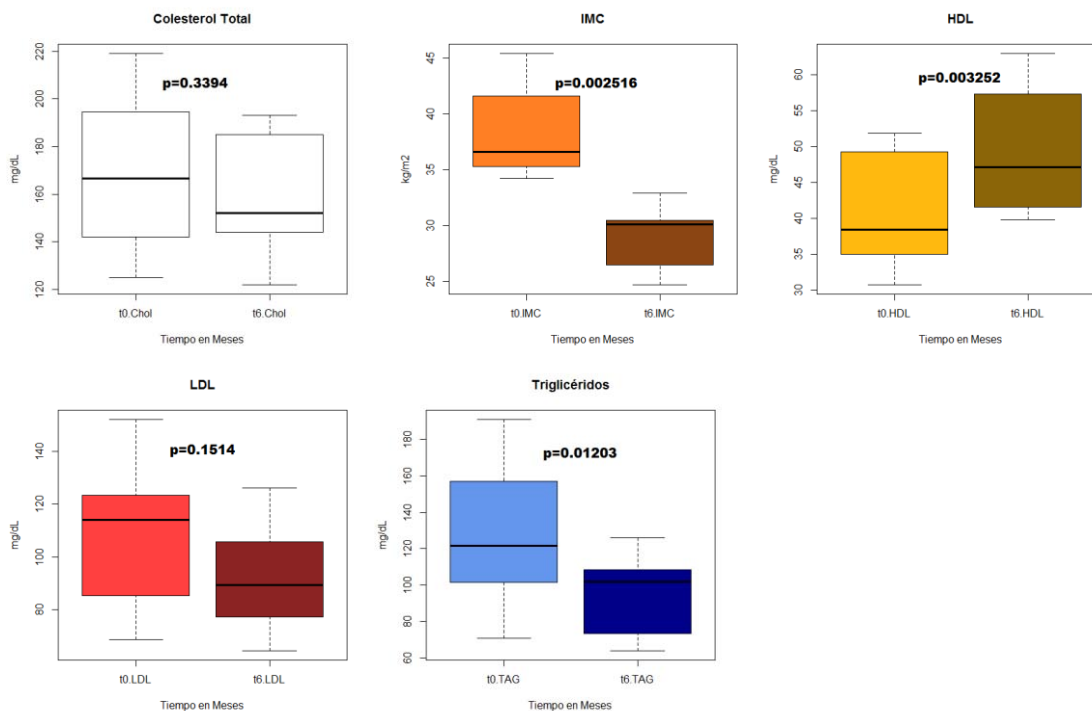 Colesterol Total
p=0.3394
mg/dL
220
200
180
160
140
120
t0.Chol
t6.Chol
Tiempo en Meses
IMC
p=0.002516
kg/m2
45
40
35
30
25
t0.IMC
t6.IMC
Tiempo en Meses
HDL
p=0.003252
mg/dL
60
55
50
45
40
35
30
t0.HDL
t6.HDL
Tiempo en Meses
LDL
p=0.1514
mg/dL
140
120
100
80
t0.LDL
t6.LDL
Tiempo en Meses
Triglicéridos
p=0.01203
mg/dL
180
160
140
120
100
80
60
t0.TAG
t6.TAG
Tiempo en Meses